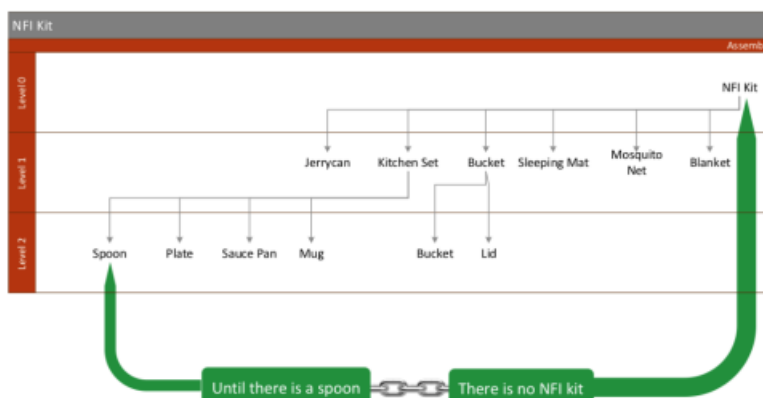 NFI Kit
Assemb
Level 0
NFI Kit
Level 1
Jerrycan Kitchen Set Bucket Sleeping Mat Mosquito Net Blanket
Level 2
Spoon Plate Sauce Pan Mug Bucket Lid
Until there is a spoon There is no NFI kit